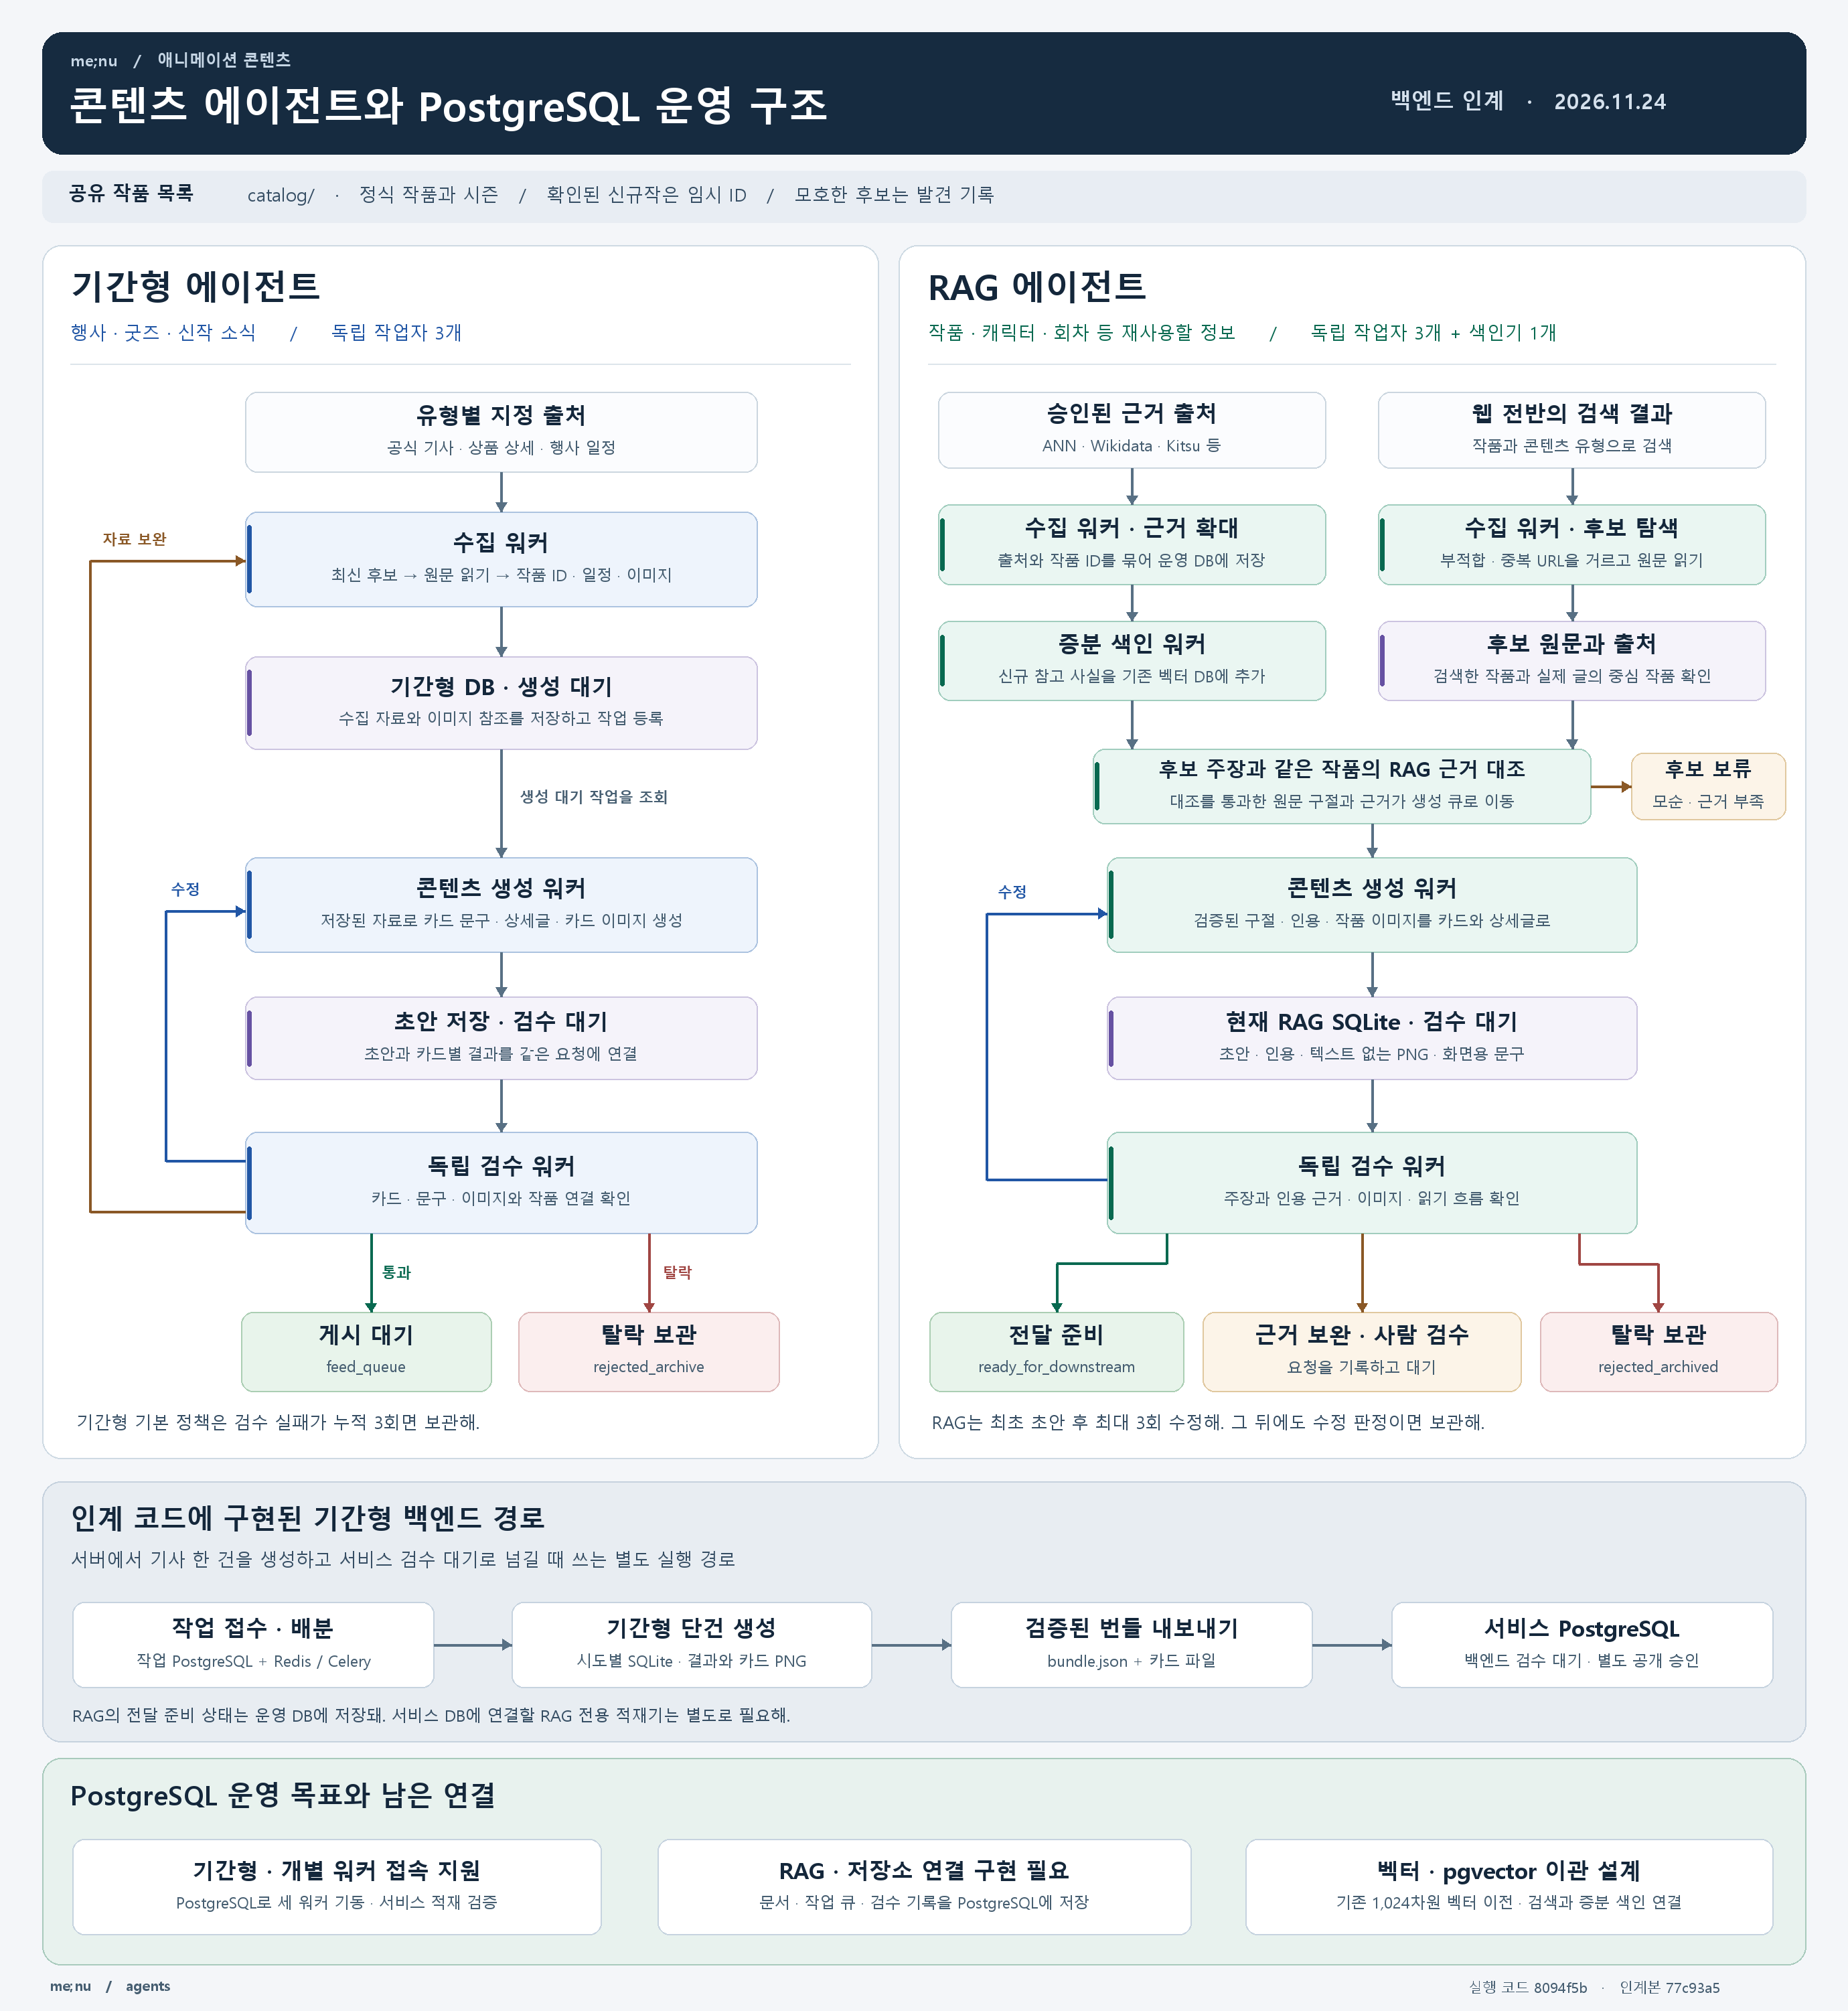 me;nu / 애니메이션 콘텐츠
콘텐츠 에이전트와 PostgreSQL 운영 구조
백엔드 인계 · 2026.11.24
공유 작품 목록 catalog/ · 정식 작품과 시즌 / 확인된 신규작은 임시 ID / 모호한 후보는 발견 기록
기간형 에이전트
행사 · 굿즈 · 신작 소식 / 독립 작업자 3개
유형별 지정 출처
공식 기사 · 상품 상세 · 행사 일정
자료 보완
수집 워커
최신 후보 → 원문 읽기 → 작품 ID · 일정 · 이미지
기간형 DB · 생성 대기
수집 자료와 이미지 참조를 저장하고 작업 등록
생성 대기 작업을 조회
수정
콘텐츠 생성 워커
저장된 자료로 카드 문구 · 상세글 · 카드 이미지 생성
초안 저장 · 검수 대기
초안과 카드별 결과를 같은 요청에 연결
독립 검수 워커
카드 · 문구 · 이미지와 작품 연결 확인
통과
탈락
게시 대기
feed_queue
탈락 보관
rejected_archive
기간형 기본 정책은 검수 실패가 누적 3회면 보관해.
RAG 에이전트
작품 · 캐릭터 · 회차 등 재사용할 정보 / 독립 작업자 3개 + 색인기 1개
승인된 근거 출처
ANN · Wikidata · Kitsu 등
웹 전반의 검색 결과
작품과 콘텐츠 유형으로 검색
수집 워커 · 근거 확대
출처와 작품 ID를 묶어 운영 DB에 저장
수집 워커 · 후보 탐색
부적합 · 중복 URL을 거르고 원문 읽기
증분 색인 워커
신규 참고 사실을 기존 벡터 DB에 추가
후보 원문과 출처
검색한 작품과 실제 글의 중심 작품 확인
후보 주장과 같은 작품의 RAG 근거 대조
대조를 통과한 원문 구절과 근거가 생성 큐로 이동
후보 보류
모순 · 근거 부족
수정
콘텐츠 생성 워커
검증된 구절 · 인용 · 작품 이미지를 카드와 상세글로
현재 RAG SQLite · 검수 대기
초안 · 인용 · 텍스트 없는 PNG · 화면용 문구
독립 검수 워커
주장과 인용 근거 · 이미지 · 읽기 흐름 확인
전달 준비
ready_for_downstream
근거 보완 · 사람 검수
요청을 기록하고 대기
탈락 보관
rejected_archived
RAG는 최초 초안 후 최대 3회 수정해. 그 뒤에도 수정 판정이면 보관해.
인계 코드에 구현된 기간형 백엔드 경로
서버에서 기사 한 건을 생성하고 서비스 검수 대기로 넘길 때 쓰는 별도 실행 경로
작업 접수 · 배분
작업 PostgreSQL + Redis / Celery
기간형 단건 생성
시도별 SQLite · 결과와 카드 PNG
검증된 번들 내보내기
bundle.json + 카드 파일
서비스 PostgreSQL
백엔드 검수 대기 · 별도 공개 승인
RAG의 전달 준비 상태는 운영 DB에 저장돼. 서비스 DB에 연결할 RAG 전용 적재기는 별도로 필요해.
PostgreSQL 운영 목표와 남은 연결
기간형 · 개별 워커 접속 지원
PostgreSQL로 세 워커 기동 · 서비스 적재 검증
RAG · 저장소 연결 구현 필요
문서 · 작업 큐 · 검수 기록을 PostgreSQL에 저장
벡터 · pgvector 이관 설계
기존 1,024차원 벡터 이전 · 검색과 증분 색인 연결
me;nu / agents
실행 코드 8094f5b · 인계본 77c93a5